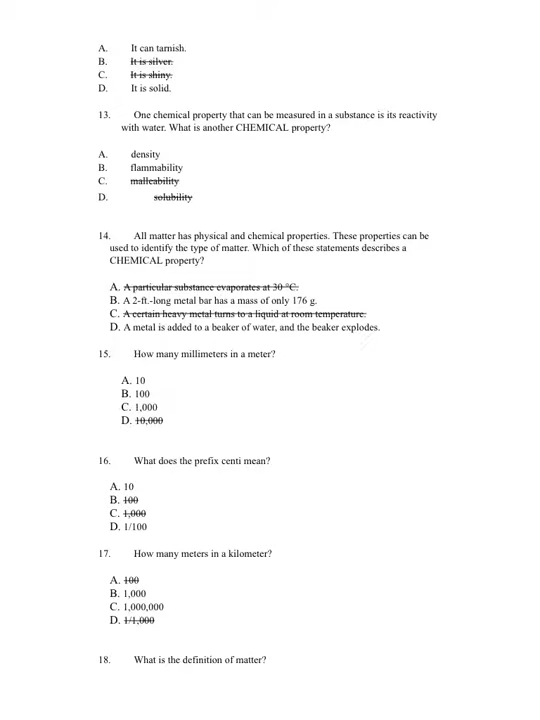 A. It can tarnish.
B. It is silver.
C. It is shiny.
D. It is solid.
13. One chemical property that can be measured in a substance is its reactivity
with water. What is another CHEMICAL property?
A. density
B. flammability
C. malleability
D. solubility
14. All matter has physical and chemical properties. These properties can be
used to identify the type of matter. Which of these statements describes a
CHEMICAL property?
A. A particular substance evaporates at 30 °C.
B. A 2-ft.-long metal bar has a mass of only 176 g.
C. A certain heavy metal turns to a liquid at room temperature.
D. A metal is added to a beaker of water, and the beaker explodes.
15. How many millimeters in a meter?
A. 10
B. 100
C. 1,000
D. 10,000
16. What does the prefix centi mean?
A. 10
B. 100
C. 1,000
D. 1/100
17. How many meters in a kilometer?
A. 100
B. 1,000
C. 1,000,000
D. 1/1,000
18. What is the definition of matter?